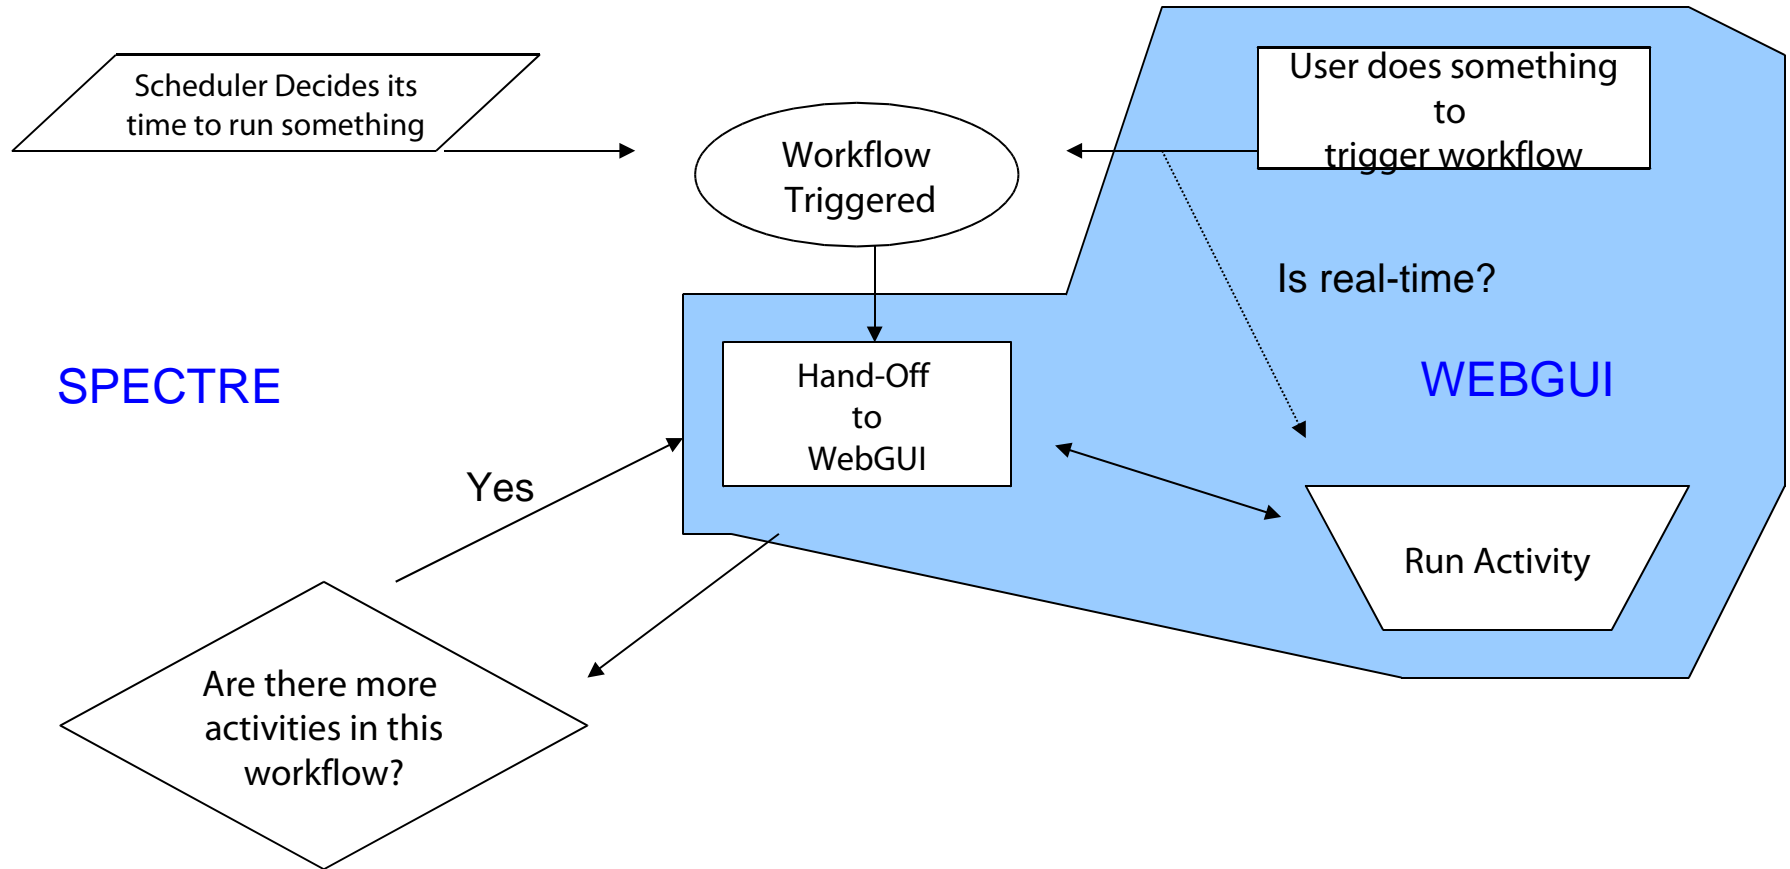 Scheduler Decides its
time to run something
Workflow
Triggered
User does something
to
trigger workflow
Is real-time?
SPECTRE
Hand-Off
to
WebGUI
WEBGUI
Yes
Run Activity
Are there more
activities in this
workflow?